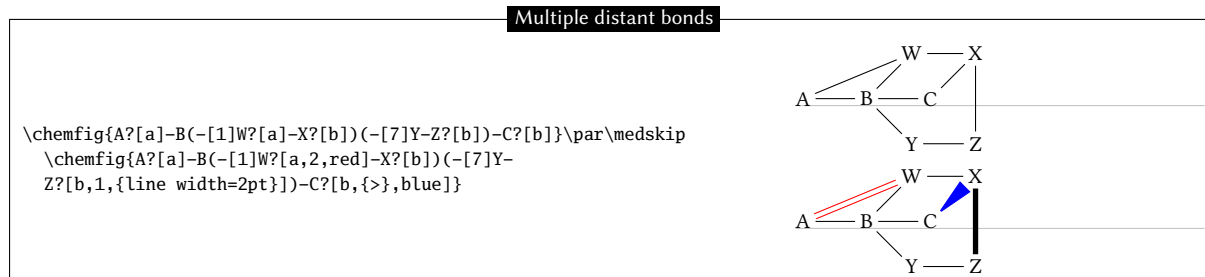 Multiple distant bonds
\chemfig{A?[a]-B(-[1]W?[a]-X?[b])(-[7]Y-Z?[b])-C?[b]}\par\medskip
\chemfig{A?[a]-B(-[1]W?[a,2,red]-X?[b])(-[7]Y-
Z?[b,1,{line width=2pt}])-C?[b,{>},blue]}
W X
A B C
Y Z
W X
A B C
Y Z